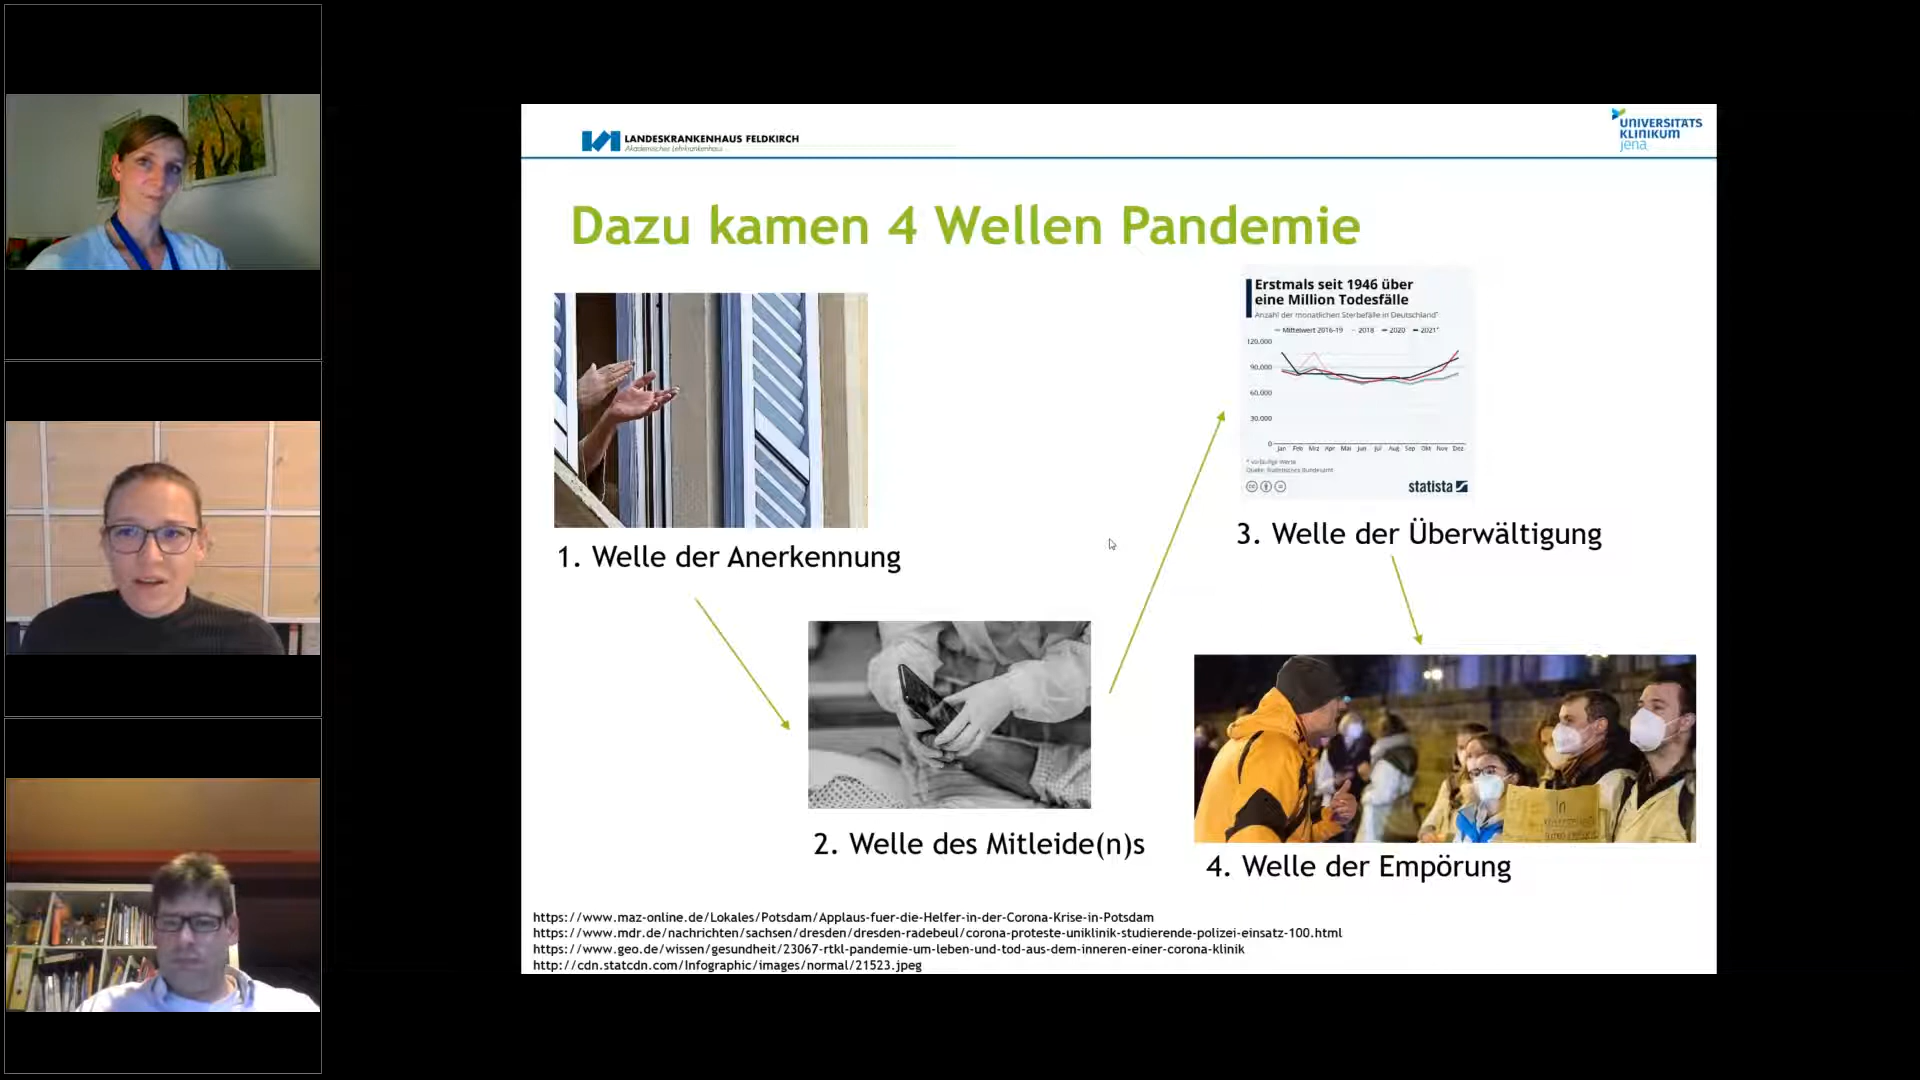 LANDESKRANKENHAUS FELDKIRCH
Akademisches Lehrkrankenhaus
UNIVERSITÄTS
KLINIKUM
jena
Dazu kamen 4 Wellen Pandemie
Erstmals seit 1946 über
eine Million Todesfälle
Anzahl der monatlichen Sterbefälle in Deutschland*
Mittelwert 2016-19 2018 2020 2021*
120.000
90.000
60.000
30.000
0
Jan Feb Mrz Apr Mai Jun Jul Aug Sep Okt Nov Dez
* vorläufige Werte
Quelle: Statistisches Bundesamt
statista
1. Welle der Anerkennung
3. Welle der Überwältigung
2. Welle des Mitleide(n)s
4. Welle der Empörung
https://www.maz-online.de/Lokales/Potsdam/Applaus-fuer-die-Helfer-in-der-Corona-Krise-in-Potsdam
https://www.mdr.de/nachrichten/sachsen/dresden/dresden-radebeul/corona-proteste-uniklinik-studierende-polizei-einsatz-100.html
https://www.geo.de/wissen/gesundheit/23067-rtkl-pandemie-um-leben-und-tod-aus-dem-inneren-einer-corona-klinik
http://cdn.statcdn.com/Infographic/images/normal/21523.jpeg